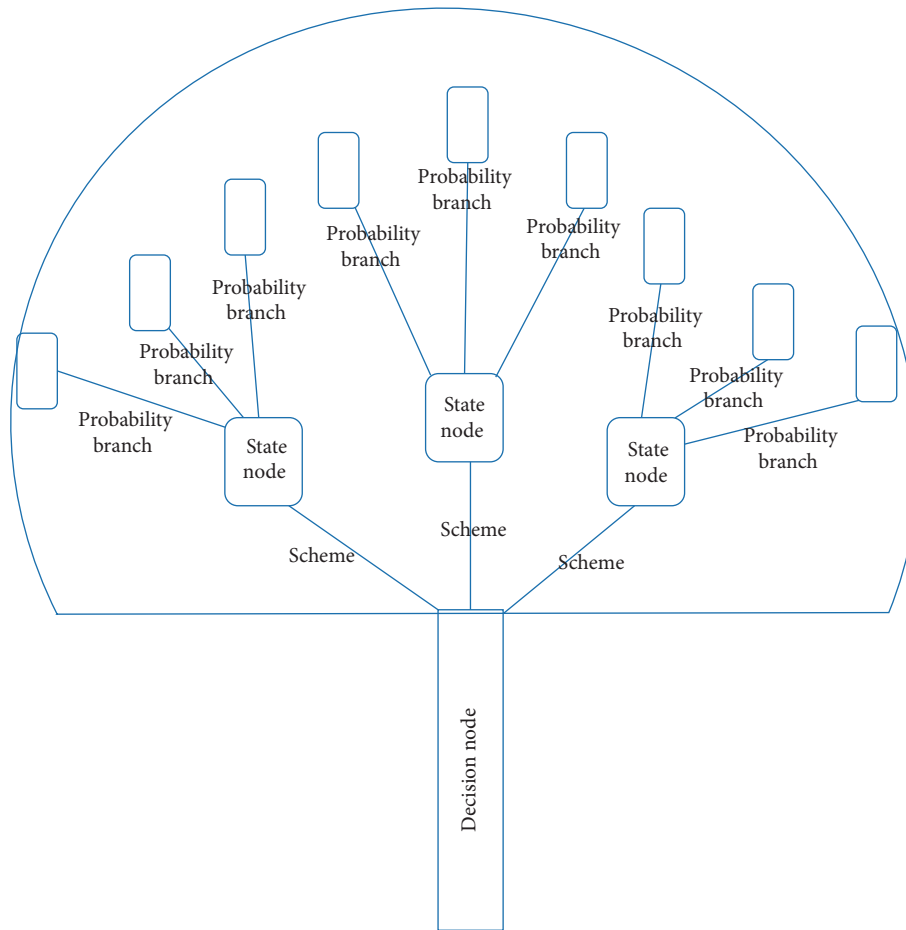 Probability
branch
Probability
branch
Probability
branch
Probability
branch
Probability
branch
Probability
branch
Probability
branch
Probability
branch
Probability
branch
State
node
State
node
State
node
Scheme
Scheme
Scheme
Decision node